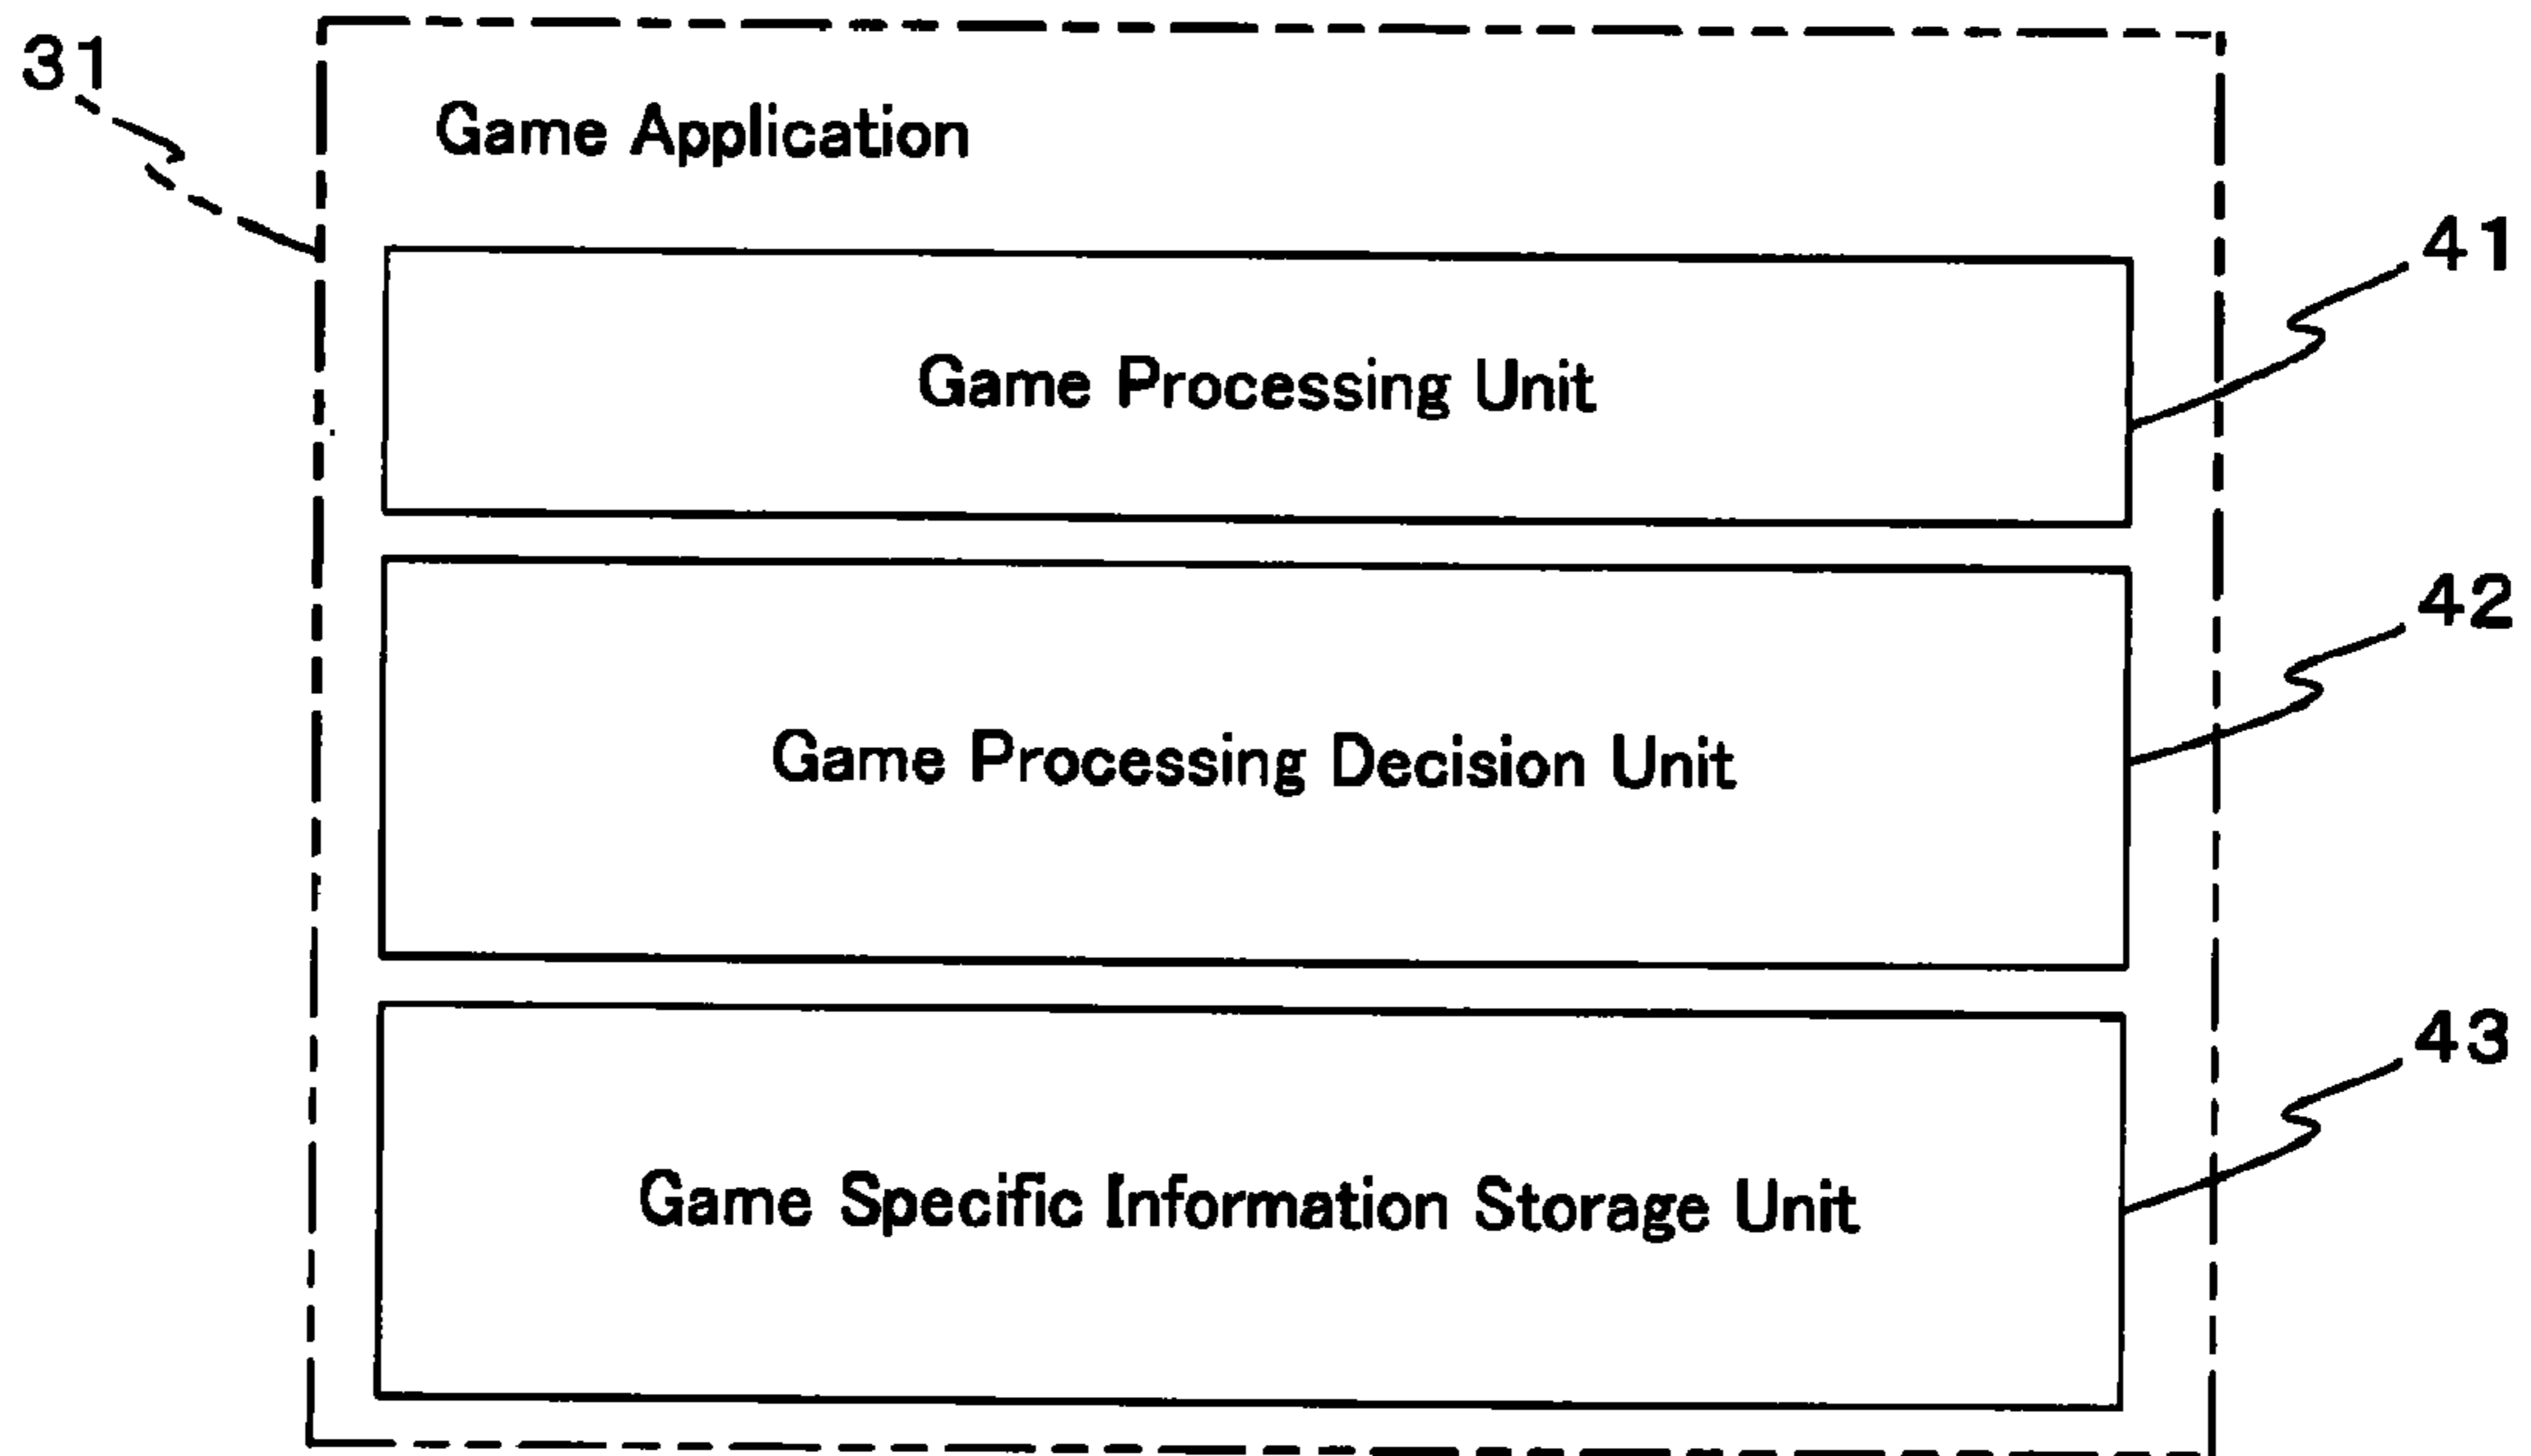 31
Game Application
41
Game Processing Unit
42
Game Processing Decision Unit
43
Game Specific Information Storage Unit